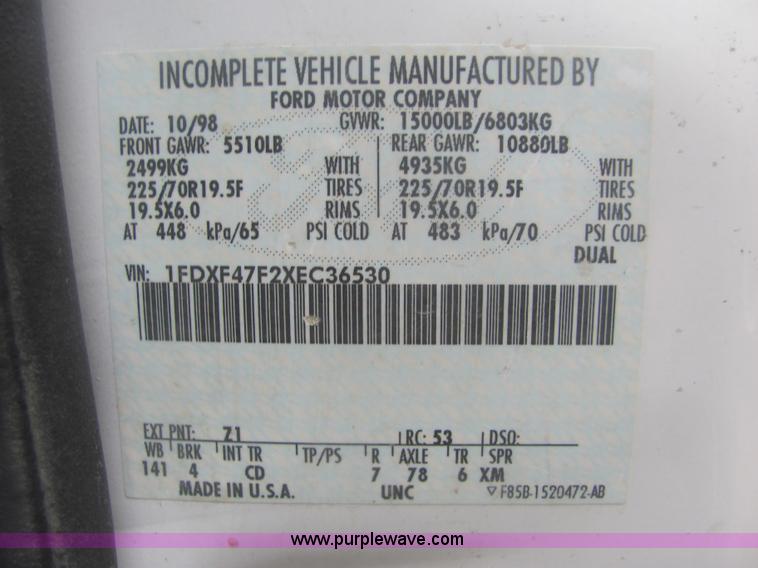 INCOMPLETE VEHICLE MANUFACTURED BY
FORD MOTOR COMPANY
DATE: 10/98 GVWR: 15000LB/6803KG
FRONT GAWR: 5510LB REAR GAWR: 10880LB
2499KG WITH 4935KG WITH
225/70R19.5F TIRES 225/70R19.5F TIRES
19.5X6.0 RIMS 19.5X6.0 RIMS
AT 448 kPa/65 PSI COLD AT 483 kPa/70 PSI COLD
DUAL
VIN: 1FDXF47F2XEC36530
EXT PNT: Z1 RC: 53 DSO:
WB BRK INT TR TP/PS R AXLE TR SPR
141 4 CD 7 78 6 XM
MADE IN U.S.A. UNC ▽F85B-1520472-AB
www.purplewave.com